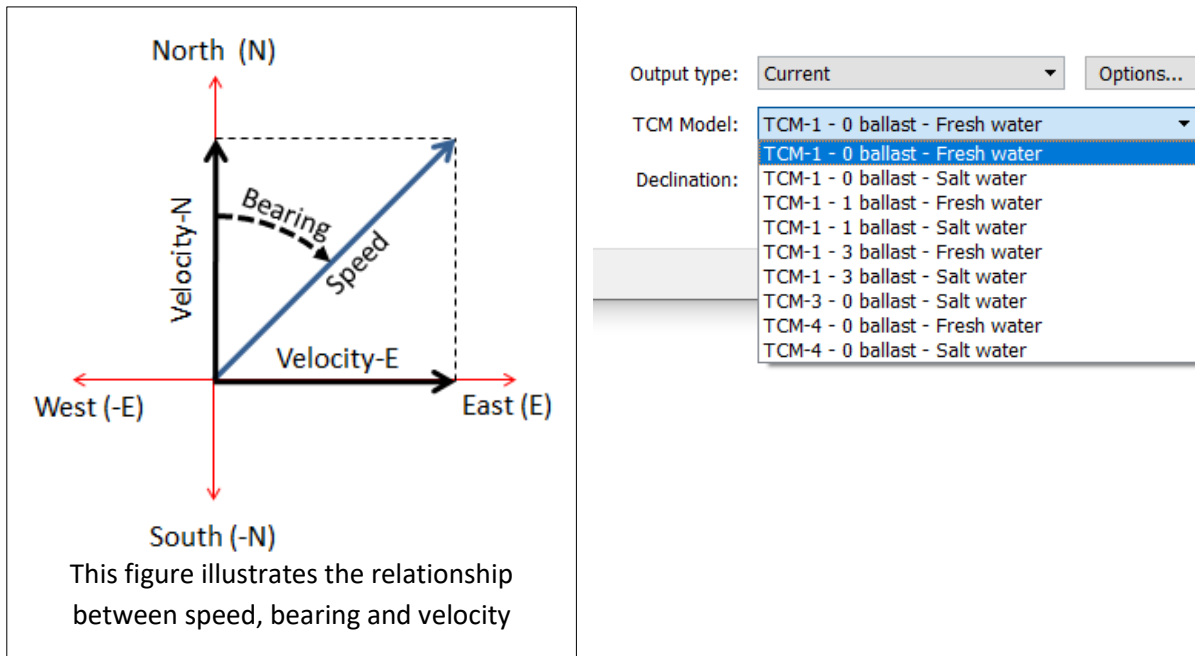 North (N)
Velocity-N
Bearing
Speed
Velocity-E
West (-E)
East (E)
South (-N)
This figure illustrates the relationship
between speed, bearing and velocity
Output type: Current Options...
TCM Model: TCM-1 - 0 ballast - Fresh water
TCM-1 - 0 ballast - Fresh water
Declination: TCM-1 - 0 ballast - Salt water
TCM-1 - 1 ballast - Fresh water
TCM-1 - 1 ballast - Salt water
TCM-1 - 3 ballast - Fresh water
TCM-1 - 3 ballast - Salt water
TCM-3 - 0 ballast - Salt water
TCM-4 - 0 ballast - Fresh water
TCM-4 - 0 ballast - Salt water